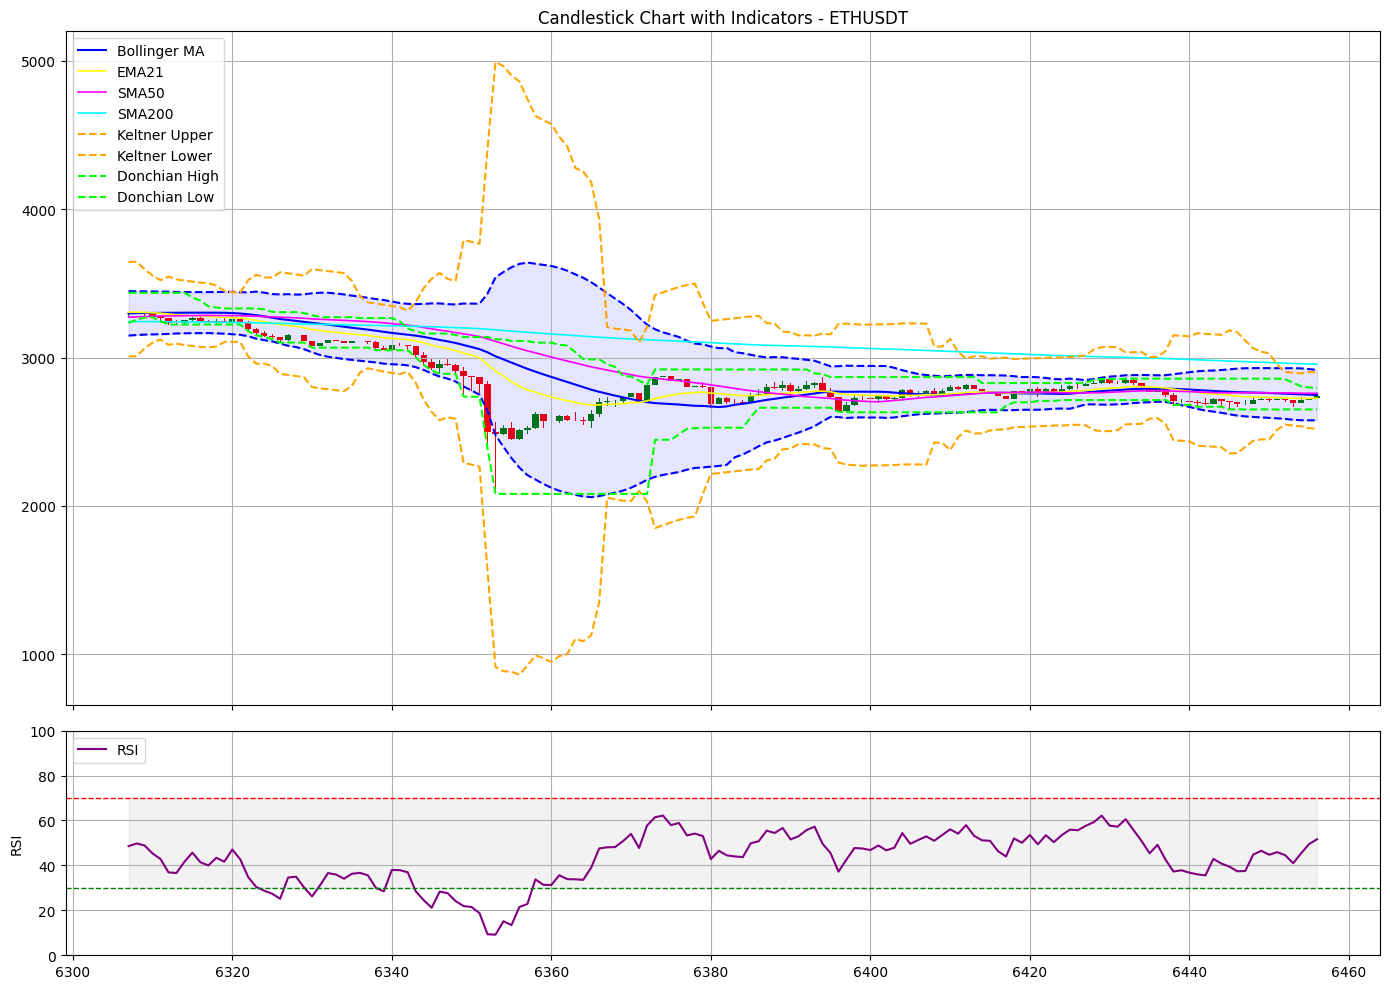 Candlestick Chart with Indicators - ETHUSDT
Bollinger MA
EMA21
SMA50
SMA200
Keltner Upper
Keltner Lower
Donchian High
Donchian Low
5000
4000
3000
2000
1000
RSI
100
80
60
40
20
0
RSI
6300 6320 6340 6360 6380 6400 6420 6440 6460